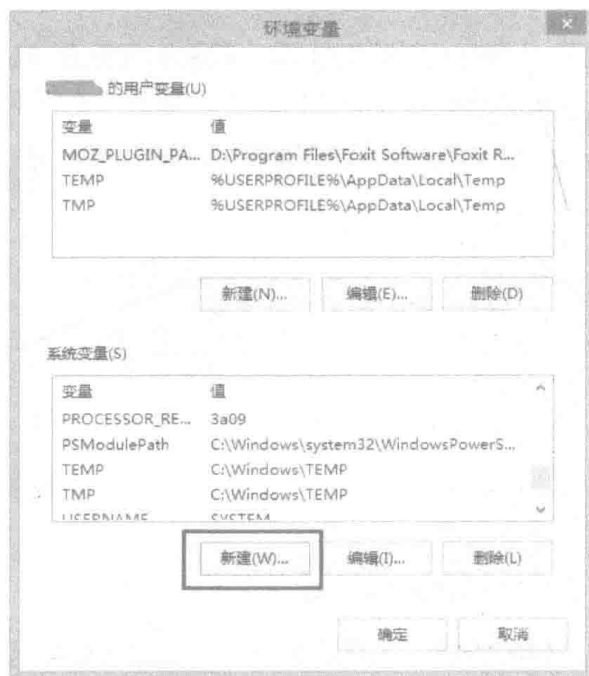 环境变量
的用户变量(U)
变量 值
MOZ_PLUGIN_PA... D:\Program Files\Foxit Software\Foxit R...
TEMP %USERPROFILE%\AppData\Local\Temp
TMP %USERPROFILE%\AppData\Local\Temp
新建(N)... 编辑(E)... 删除(D)
系统变量(S)
变量 值
PROCESSOR_RE... 3a09
PSModulePath C:\Windows\system32\WindowsPowerS...
TEMP C:\Windows\TEMP
TMP C:\Windows\TEMP
USERNAME SYSTEM
新建(W)... 编辑(I)... 删除(L)
确定 取消